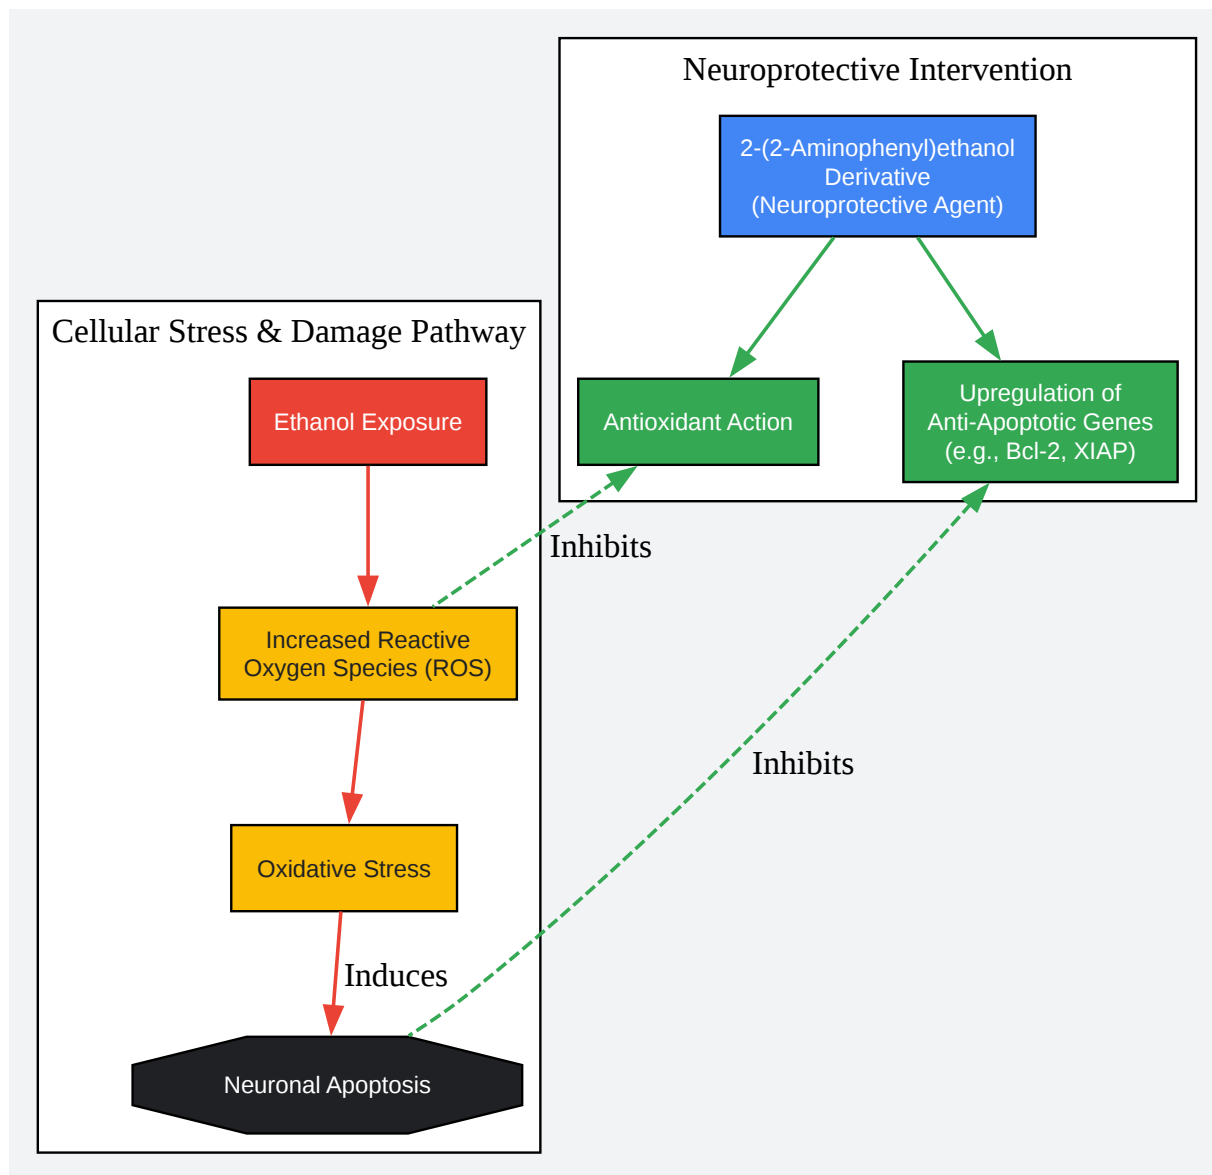 Neuroprotective Intervention
2-(2-Aminophenyl)ethanol
Derivative
(Neuroprotective Agent)
Cellular Stress & Damage Pathway
Ethanol Exposure
Antioxidant Action
Upregulation of
Anti-Apoptotic Genes
(e.g., Bcl-2, XIAP)
Inhibits
Increased Reactive
Oxygen Species (ROS)
Inhibits
Oxidative Stress
Induces
Neuronal Apoptosis